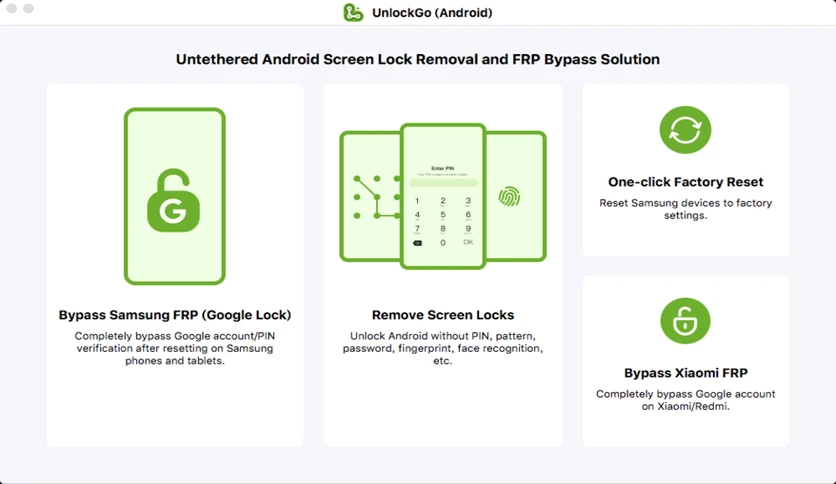 UnlockGo (Android)
Untethered Android Screen Lock Removal and FRP Bypass Solution
G
Bypass Samsung FRP (Google Lock)
Completely bypass Google account/PIN
verification after resetting on Samsung
phones and tablets.
Enter PIN
1 2 3
4 5 6
7 8 9
0 OK
Remove Screen Locks
Unlock Android without PIN, pattern,
password, fingerprint, face recognition,
etc.
One-click Factory Reset
Reset Samsung devices to factory
settings.
Bypass Xiaomi FRP
Completely bypass Google account
on Xiaomi/Redmi.